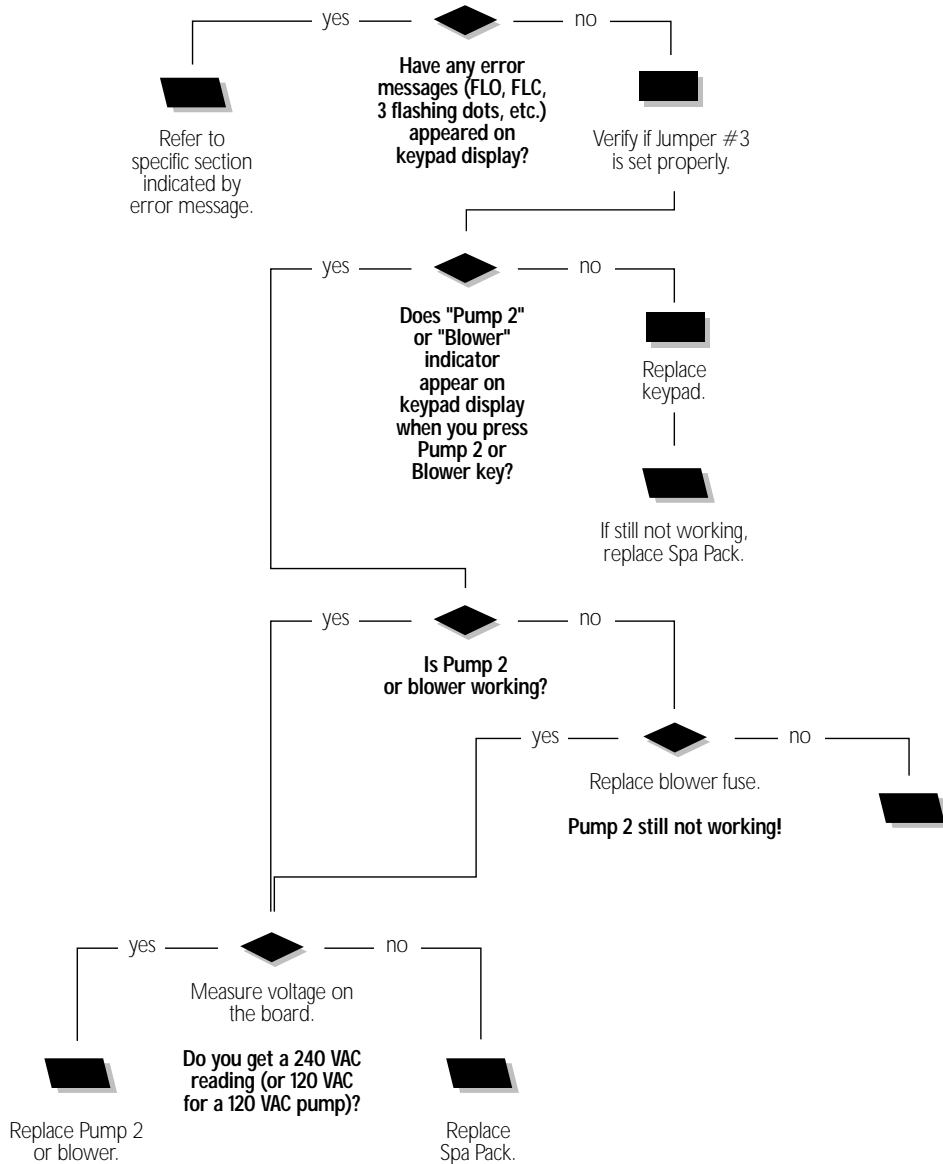 yes
no
Have any error
messages (FLO, FLC,
3 flashing dots, etc.)
appeared on
keypad display?
Refer to
specific section
indicated by
error message.
Verify if Jumper #3
is set properly.
yes
no
Does "Pump 2"
or "Blower"
indicator
appear on
keypad display
when you press
Pump 2 or
Blower key?
Replace
keypad.
If still not working,
replace Spa Pack.
yes
no
Is Pump 2
or blower working?
yes
no
Replace blower fuse.
Pump 2 still not working!
yes
no
Measure voltage on
the board.
Do you get a 240 VAC
reading (or 120 VAC
for a 120 VAC pump)?
Replace Pump 2
or blower.
Replace
Spa Pack.